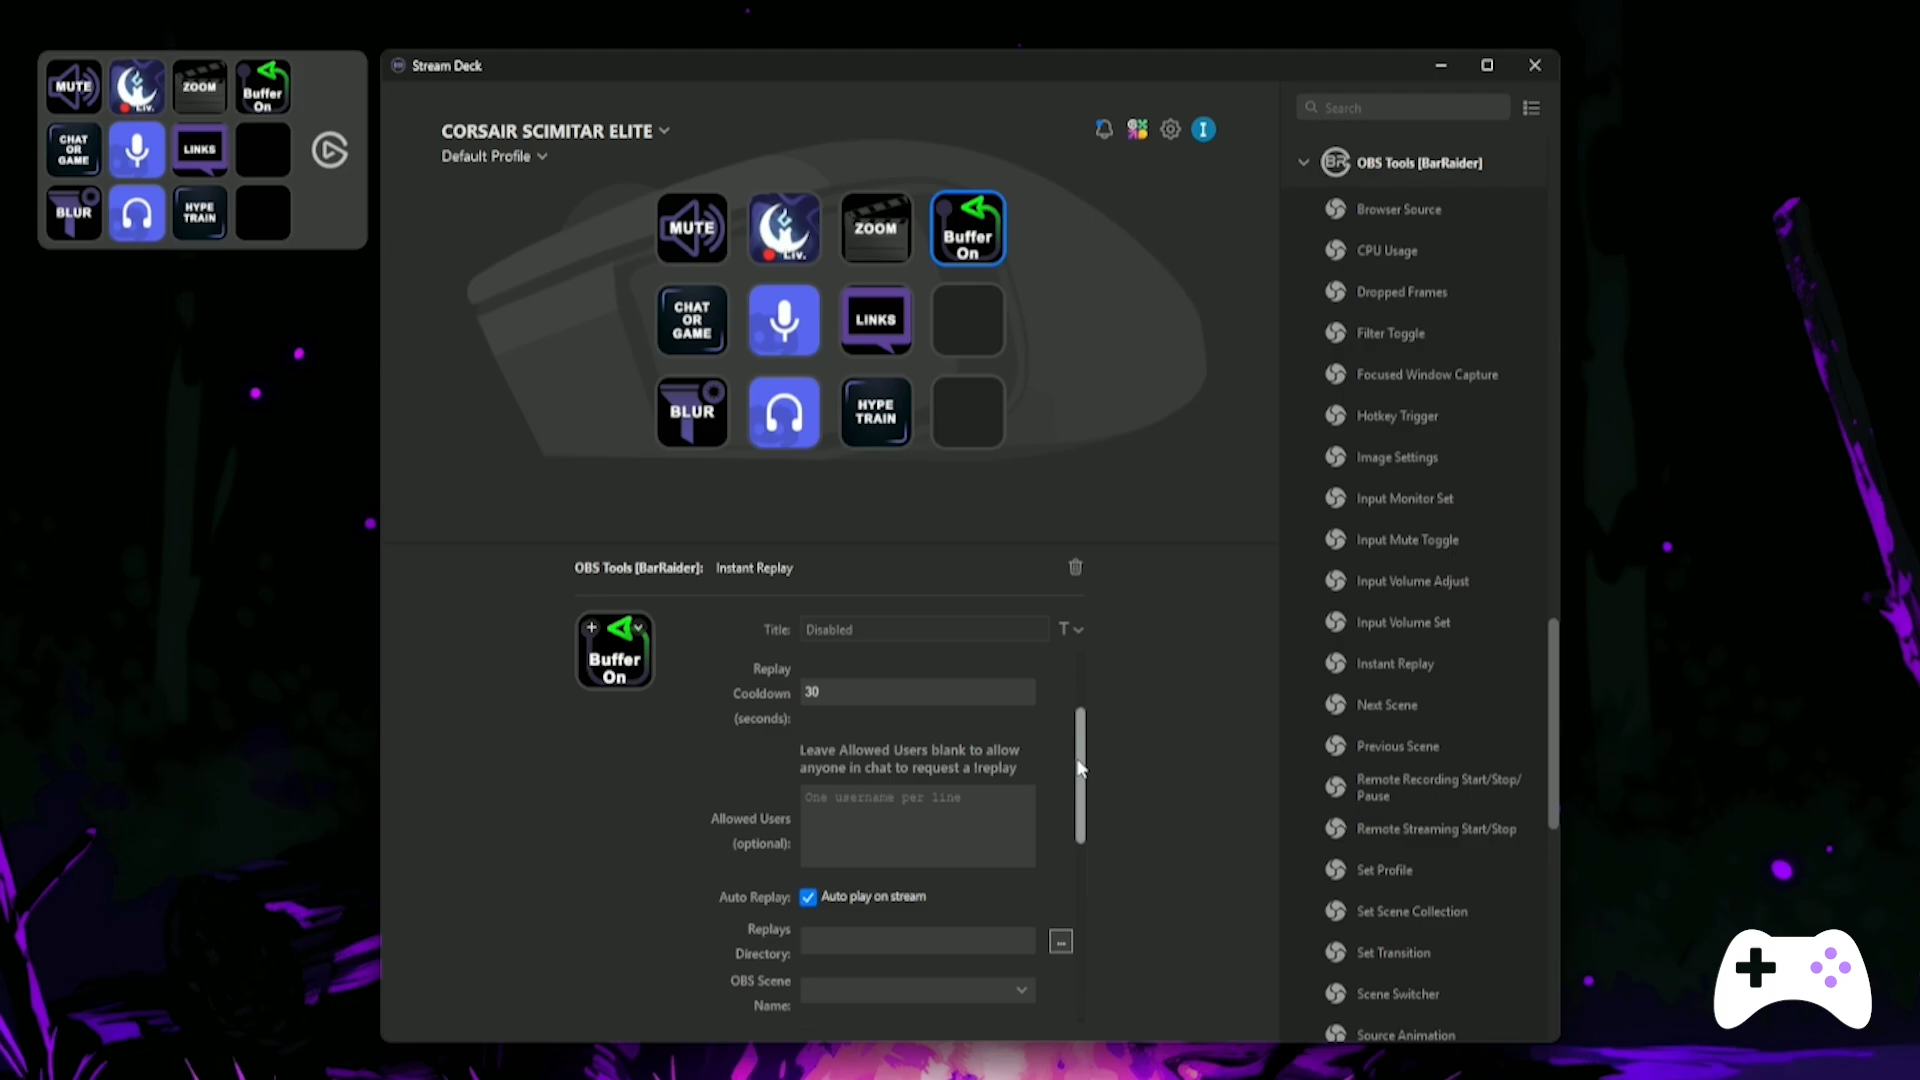 MUTE
Liv.
ZOOM
Buffer
On
CHAT
OR
GAME
LINKS
BLUR
HYPE
TRAIN
Stream Deck
CORSAIR SCIMITAR ELITE
Default Profile
I
MUTE
Liv.
ZOOM
Buffer
On
CHAT
OR
GAME
LINKS
BLUR
HYPE
TRAIN
OBS Tools [BarRaider]: Instant Replay
Buffer
On
Title: Disabled
T
Replay
Cooldown
(seconds):
30
Leave Allowed Users blank to allow
anyone in chat to request a !replay
One username per line
Allowed Users
(optional):
Auto Replay: Auto play on stream
Replays
Directory:
...
OBS Scene
Name:
Search
BR
OBS Tools [BarRaider]
Browser Source
CPU Usage
Dropped Frames
Filter Toggle
Focused Window Capture
Hotkey Trigger
Image Settings
Input Monitor Set
Input Mute Toggle
Input Volume Adjust
Input Volume Set
Instant Replay
Next Scene
Previous Scene
Remote Recording Start/Stop/
Pause
Remote Streaming Start/Stop
Set Profile
Set Scene Collection
Set Transition
Scene Switcher
Source Animation